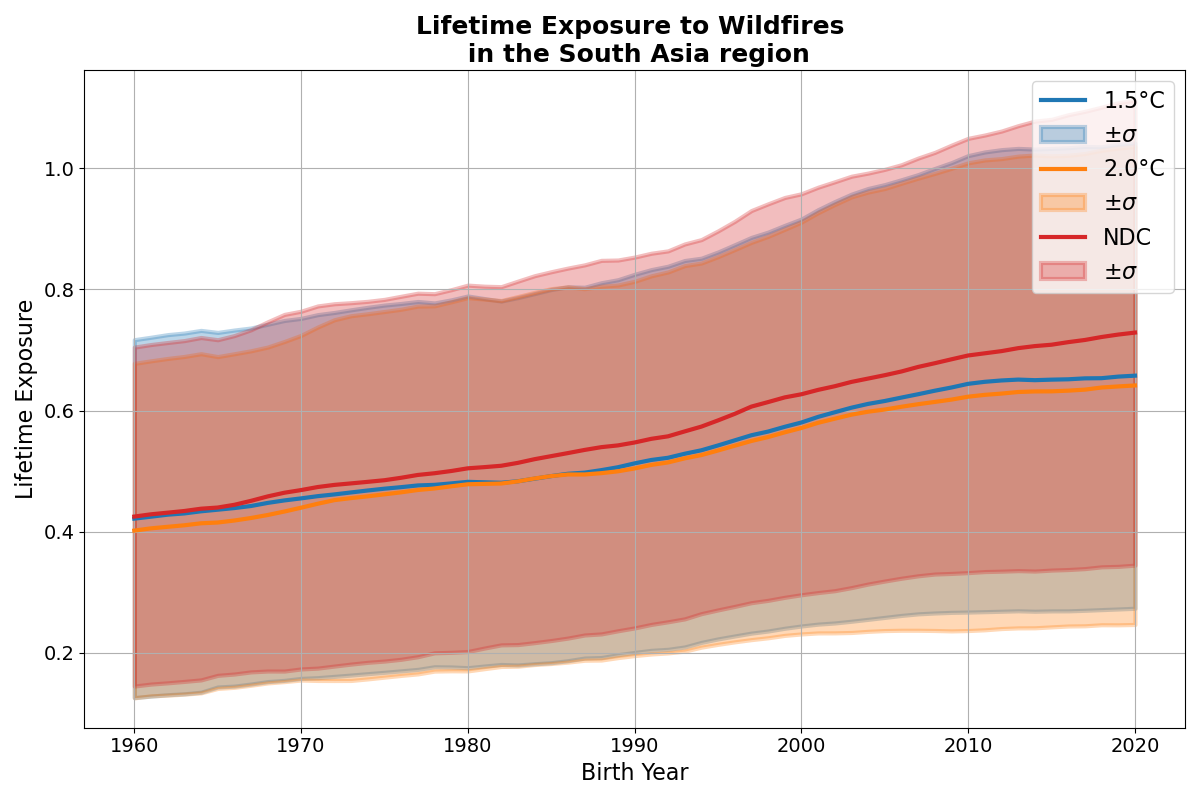 Lifetime Exposure to Wildfires
in the South Asia region
Lifetime Exposure
1.0
0.8
0.6
0.4
0.2
1960
1970
1980
1990
2000
2010
2020
Birth Year
1.5°C
±σ
2.0°C
±σ
NDC
±σ